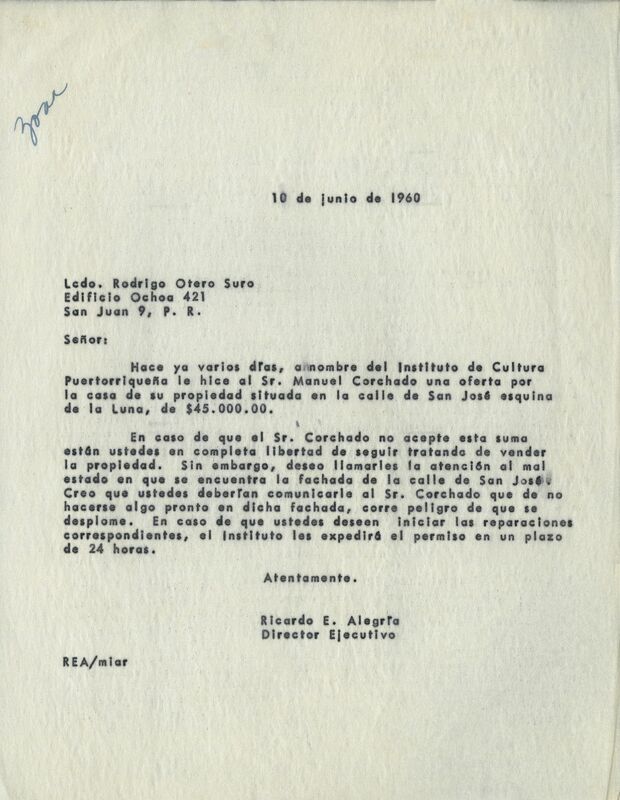 10 de junio de 1960
Lcdo. Rodrigo Otero Suro
Edificio Ochoa 421
San Juan 9, P. R.
Señor:
Hace ya varios días, a nombre del Instituto de Cultura
Puertorriqueña le hice al Sr. Manuel Corchado una oferta por
la casa de su propiedad situada en la calle de San José esquina
de la Luna, de $45.000.00.
En caso de que el Sr. Corchado no acepte esta suma
están ustedes en completa libertad de seguir tratando de vender
la propiedad. Sin embargo, deseo llamarles la atención al mal
estado en que se encuentra la fachada de la calle de San José.
Creo que ustedes deberían comunicarle al Sr. Corchado que de no
hacerse algo pronto en dicha fachada, corre peligro de que se
desplome. En caso de que ustedes deseen iniciar las reparaciones
correspondientes, el Instituto les expedirá el permiso en un plazo
de 24 horas.
Atentamente.
Ricardo E. Alegría
Director Ejecutivo
REA/miar